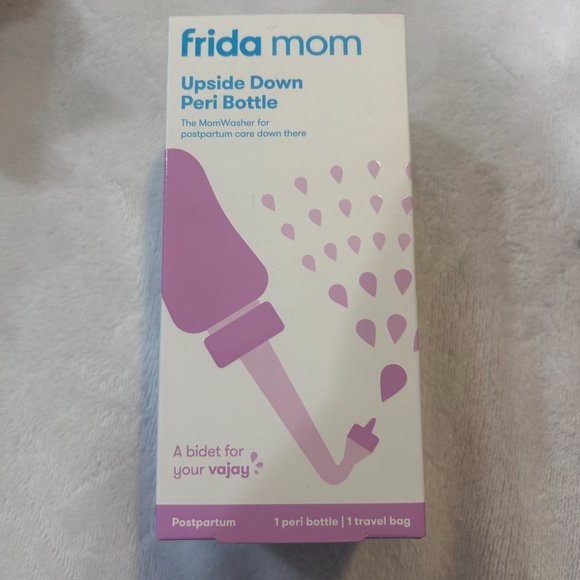 frida mom
Upside Down
Peri Bottle
The MomWasher for
postpartum care down there
A bidet for
your vajay
Postpartum
1 peri bottle | 1 travel bag